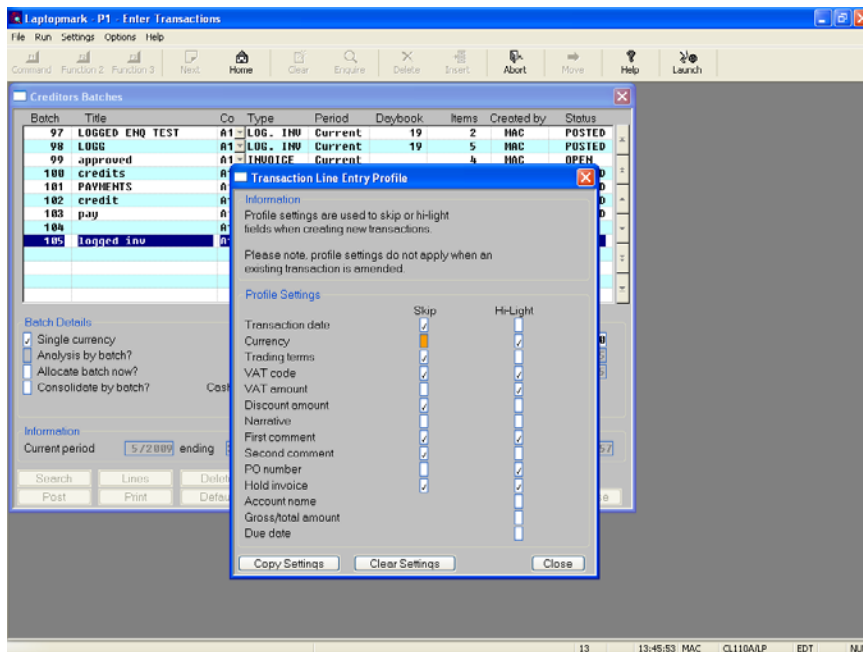 Laptopmark - P1 - Enter Transactions
File Run Settings Options Help
Command Function 2 Function 3 Next Home Clear Enquire Delete Insert Abort Move Help Launch
Creditors Batches
Batch Title Co Type Period Daybook Items Created by Status
97 LOGGED ENQ TEST A1 LOG. INV Current 19 2 MAC POSTED
98 LOGG A1 LOG. INV Current 19 5 MAC POSTED
99 approved A1 INVOICE Current 4 MAC OPEN
100 credits
101 PAYMENTS
102 credit
103 pay
104
105 logged inv
Transaction Line Entry Profile
Information
Profile settings are used to skip or hi-light
fields when creating new transactions.
Please note, profile settings do not apply when an
existing transaction is amended.
Profile Settings
Skip Hi-Light
Transaction date
Currency
Trading terms
VAT code
VAT amount
Discount amount
Narrative
First comment
Second comment
PO number
Hold invoice
Account name
Gross/total amount
Due date
Copy Settings Clear Settings Close
Batch Details
Single currency
Analysis by batch?
Allocate batch now?
Consolidate by batch?
Information
Current period 5/2009 ending
Search Lines
Post Print
13 13:45:53 MAC CL110A/LP EDT